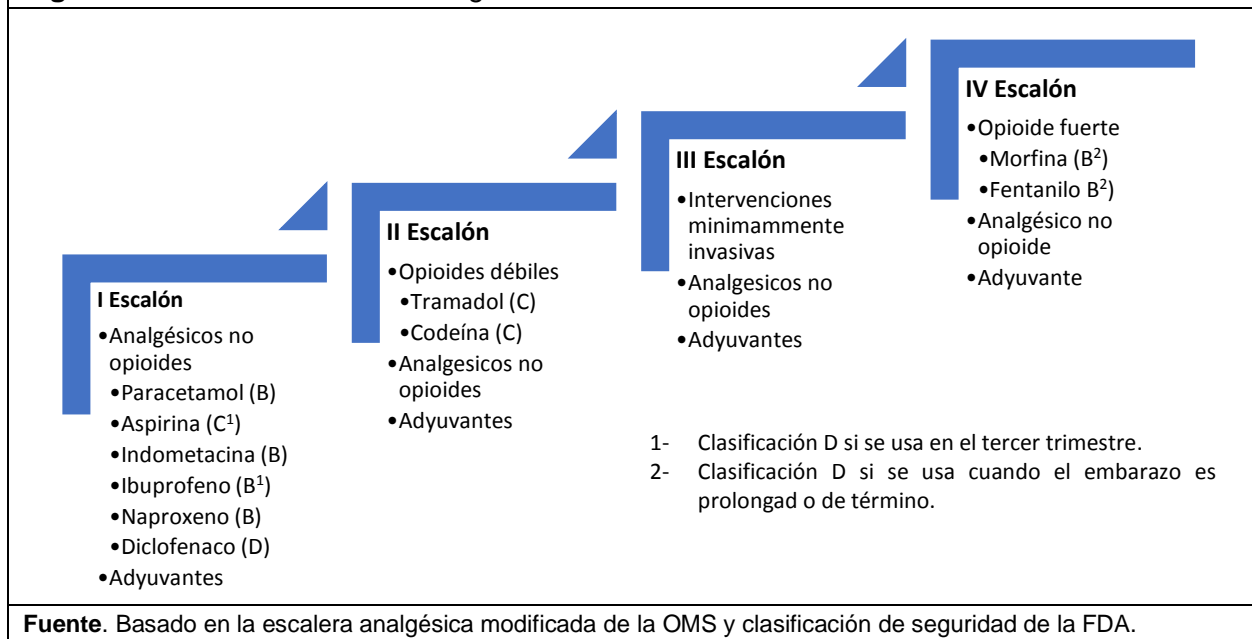 I Escalón
•Analgésicos no
opioides
•Paracetamol (B)
•Aspirina (C¹)
•Indometacina (B)
•Ibuprofeno (B¹)
•Naproxeno (B)
•Diclofenaco (D)
•Adyuvantes
II Escalón
•Opioides débiles
•Tramadol (C)
•Codeína (C)
•Analgesicos no
opioides
•Adyuvantes
III Escalón
•Intervenciones
minimammente
invasivas
•Analgesicos no
opioides
•Adyuvantes
IV Escalón
•Opioide fuerte
•Morfina (B²)
•Fentanilo B²)
•Analgésico no
opioide
•Adyuvante
1- Clasificación D si se usa en el tercer trimestre.
2- Clasificación D si se usa cuando el embarazo es
prolongad o de término.
Fuente. Basado en la escalera analgésica modificada de la OMS y clasificación de seguridad de la FDA.